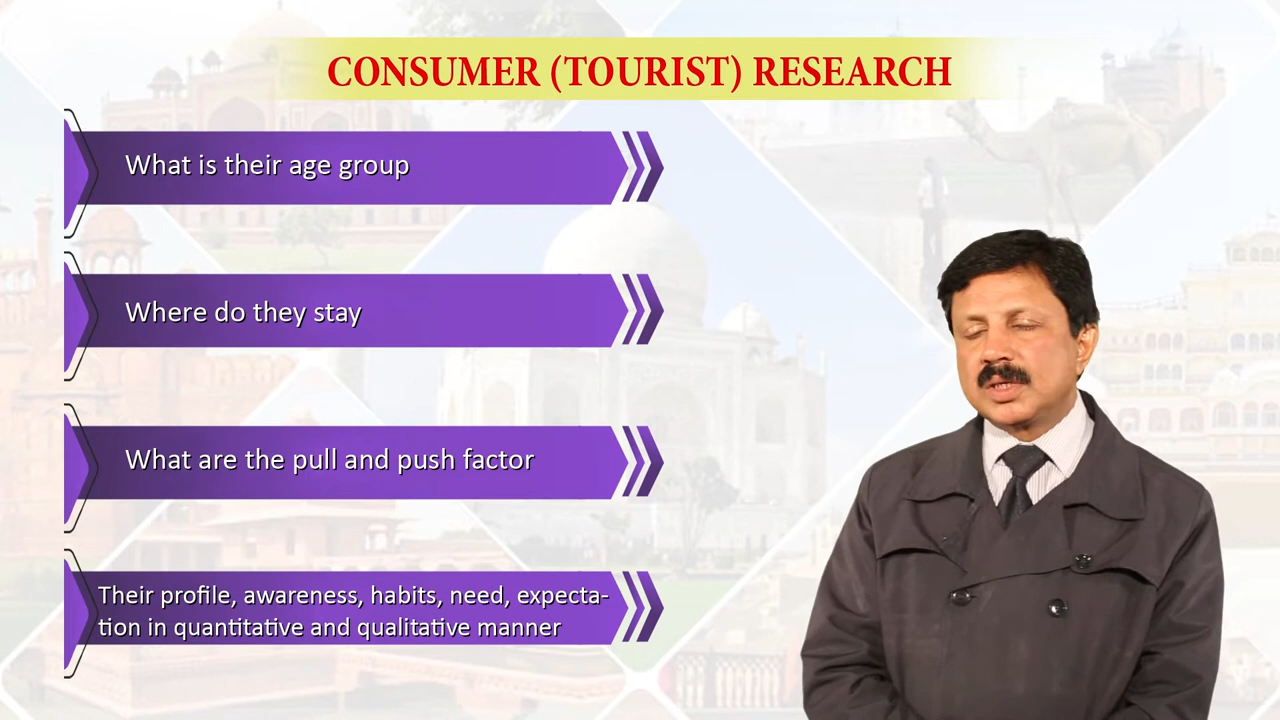 CONSUMER (TOURIST) RESEARCH
What is their age group
Where do they stay
What are the pull and push factor
Their profile, awareness, habits, need, expecta-
tion in quantitative and qualitative manner